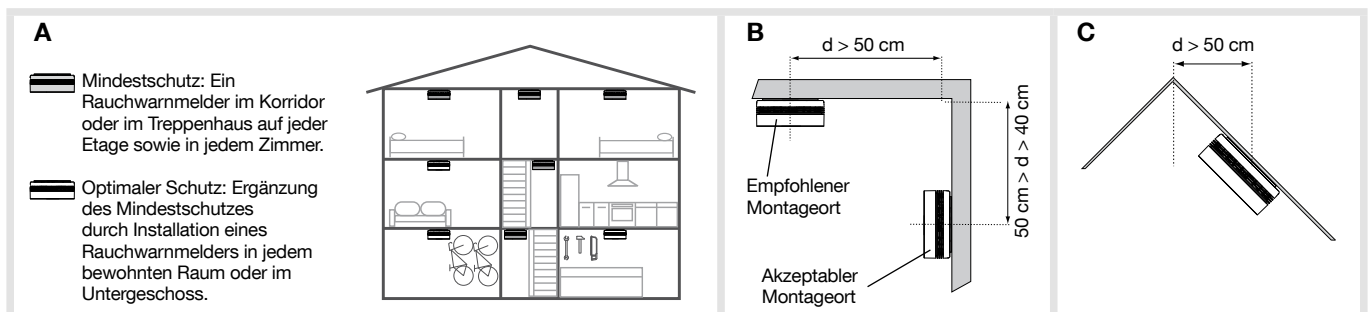 A
Mindestschutz: Ein
Rauchwarnmelder im Korridor
oder im Treppenhaus auf jeder
Etage sowie in jedem Zimmer.
Optimaler Schutz: Ergänzung
des Mindestschutzes
durch Installation eines
Rauchwarnmelders in jedem
bewohnten Raum oder im
Untergeschoss.
B
d > 50 cm
50 cm > d > 40 cm
Empfohlener
Montageort
Akzeptabler
Montageort
C
d > 50 cm